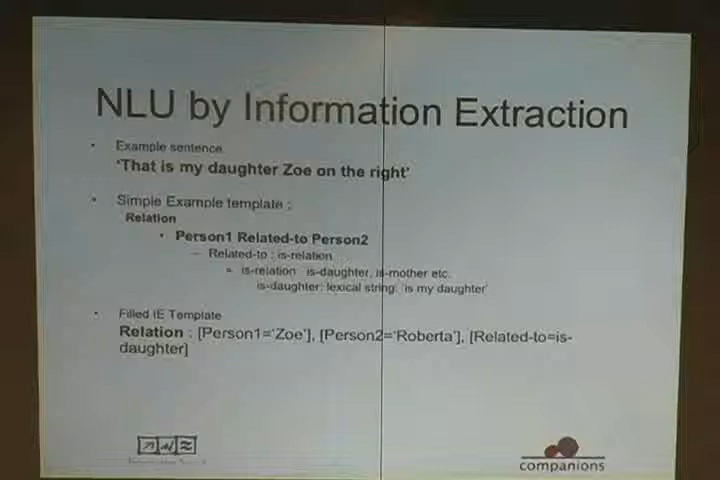 NLU by Information Extraction
• Example sentence
'That is my daughter Zoe on the right'
• Simple Example template :
Relation
• Person1 Related-to Person2
– Related-to : is-relation
is-relation is-daughter, is-mother etc.
is-daughter: lexical string: 'is my daughter'
• Filled IE Template
Relation : [Person1='Zoe'], [Person2='Roberta'], [Related-to=is-
daughter]
companions